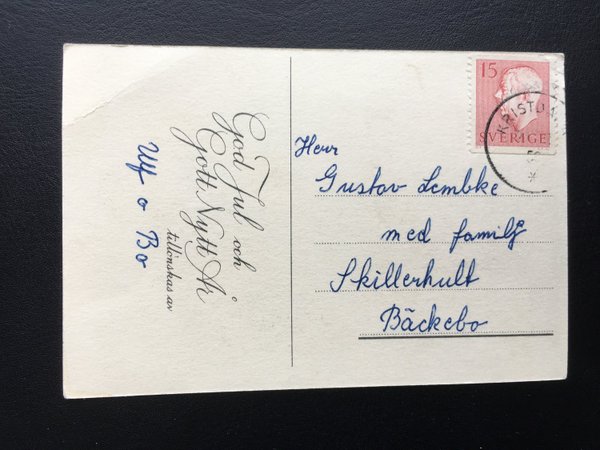 God Jul och
Gott Nytt År
tillönskas av
Ulf o Bo
15
SVERIGE
Herr
Gustav Lembke
med familj
Skillerhult
Bäckebo